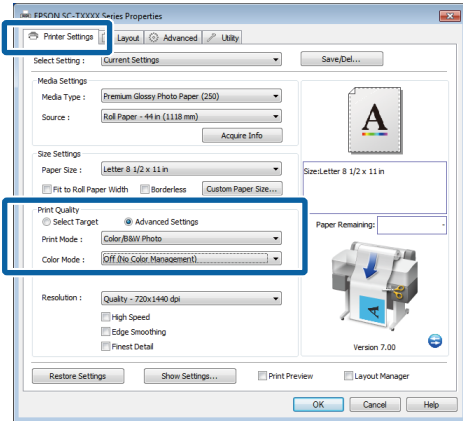 EPSON SC-TXXXX Series Properties
Printer Settings Layout Advanced Utility
Select Setting : Current Settings Save/Del...
Media Settings
Media Type : Premium Glossy Photo Paper (250)
Source : Roll Paper - 44 in (1118 mm)
Acquire Info
A
Size Settings
Paper Size : Letter 8 1/2 x 11 in
Size:Letter 8 1/2 x 11 in
Fit to Roll Paper Width Borderless Custom Paper Size...
Print Quality
Select Target Advanced Settings
Paper Remaining:
Print Mode : Color/B&W Photo
Color Mode : Off (No Color Management)
Resolution : Quality - 720x1440 dpi
High Speed
Edge Smoothing
Finest Detail
Version 7.00
Restore Settings Show Settings... Print Preview Layout Manager
OK Cancel Help